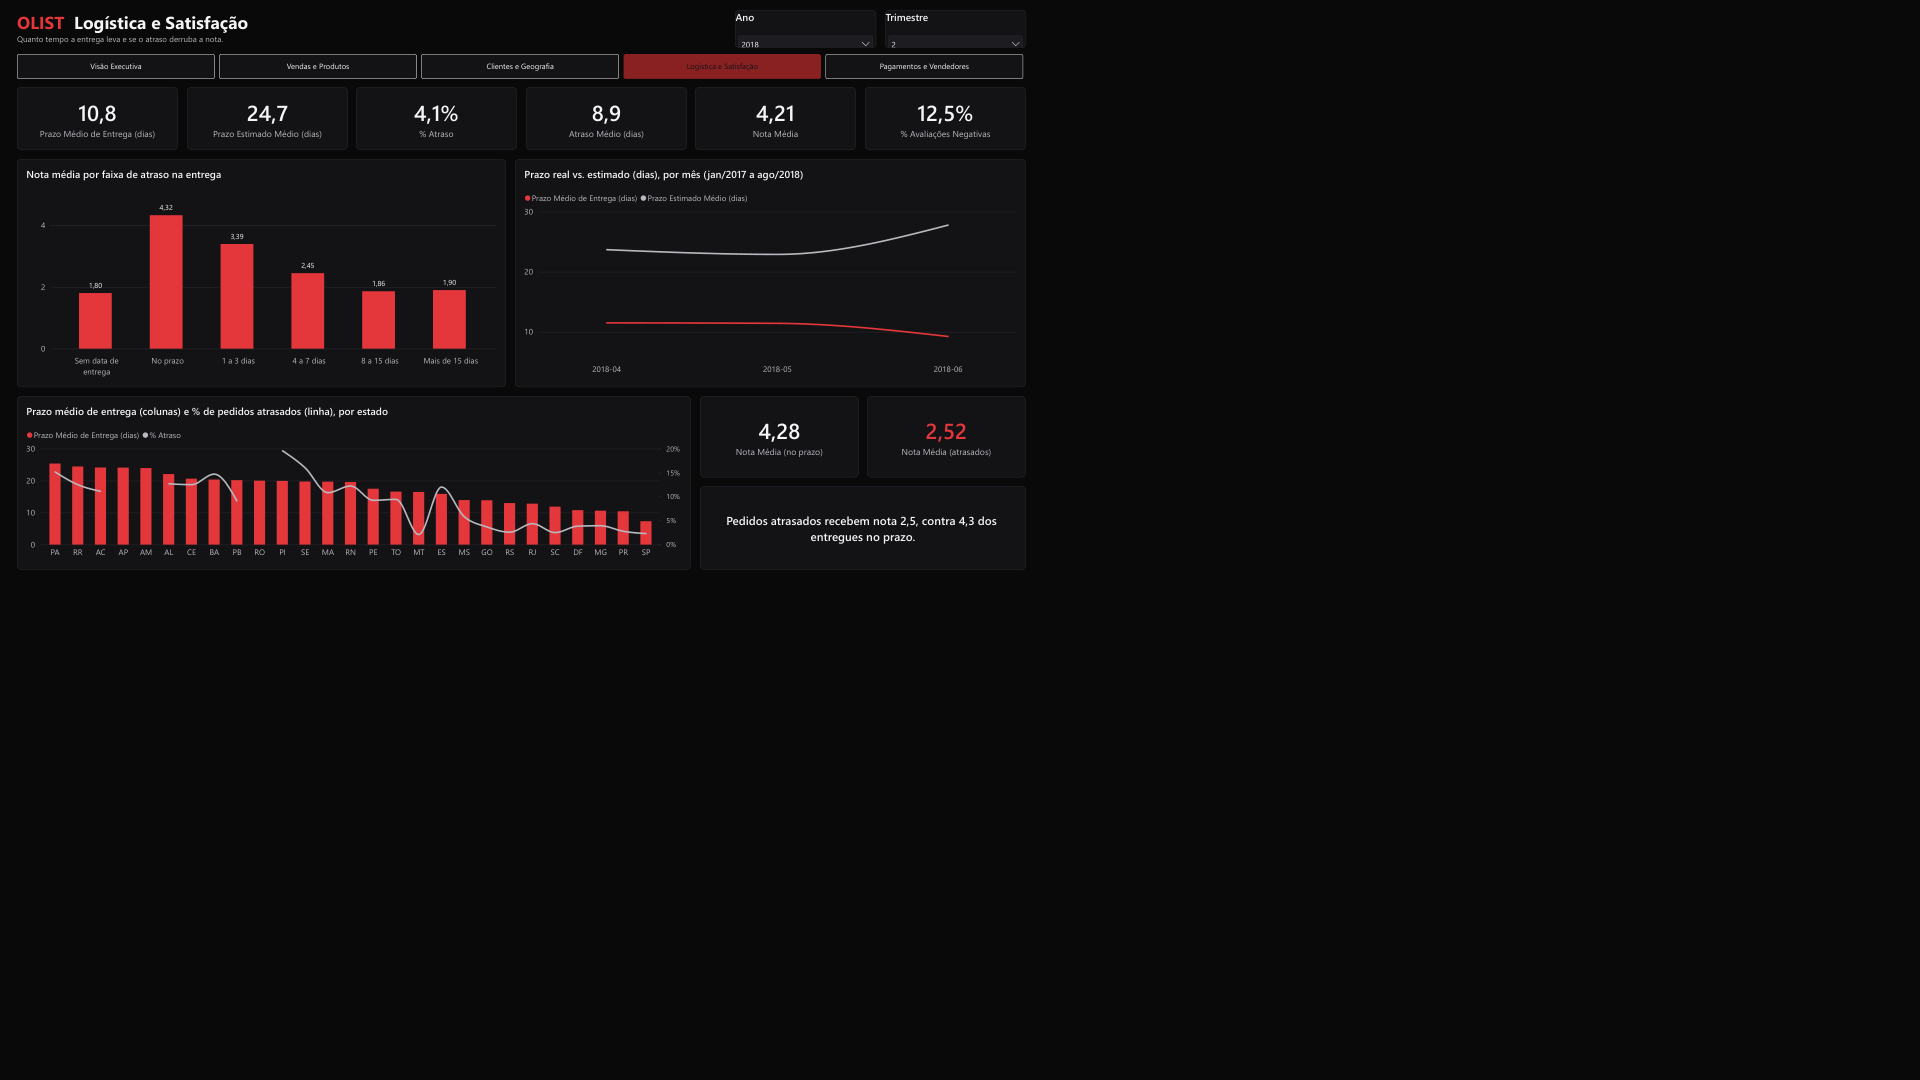 OLIST Logística e Satisfação
Quanto tempo a entrega leva e se o atraso derruba a nota.
Ano
2018
Trimestre
2
Visão Executiva
Vendas e Produtos
Clientes e Geografia
Logística e Satisfação
Pagamentos e Vendedores
10,8
Prazo Médio de Entrega (dias)
24,7
Prazo Estimado Médio (dias)
4,1%
% Atraso
8,9
Atraso Médio (dias)
4,21
Nota Média
12,5%
% Avaliações Negativas
Nota média por faixa de atraso na entrega
4
2
0
1,80
4,32
3,39
2,45
1,86
1,90
Sem data de
entrega
No prazo
1 a 3 dias
4 a 7 dias
8 a 15 dias
Mais de 15 dias
Prazo real vs. estimado (dias), por mês (jan/2017 a ago/2018)
Prazo Médio de Entrega (dias) Prazo Estimado Médio (dias)
30
20
10
2018-04
2018-05
2018-06
Prazo médio de entrega (colunas) e % de pedidos atrasados (linha), por estado
Prazo Médio de Entrega (dias) % Atraso
30
20
10
0
20%
15%
10%
5%
0%
PA RR AC AP AM AL CE BA PB RO PI SE MA RN PE TO MT ES MS GO RS RJ SC DF MG PR SP
4,28
Nota Média (no prazo)
2,52
Nota Média (atrasados)
Pedidos atrasados recebem nota 2,5, contra 4,3 dos
entregues no prazo.